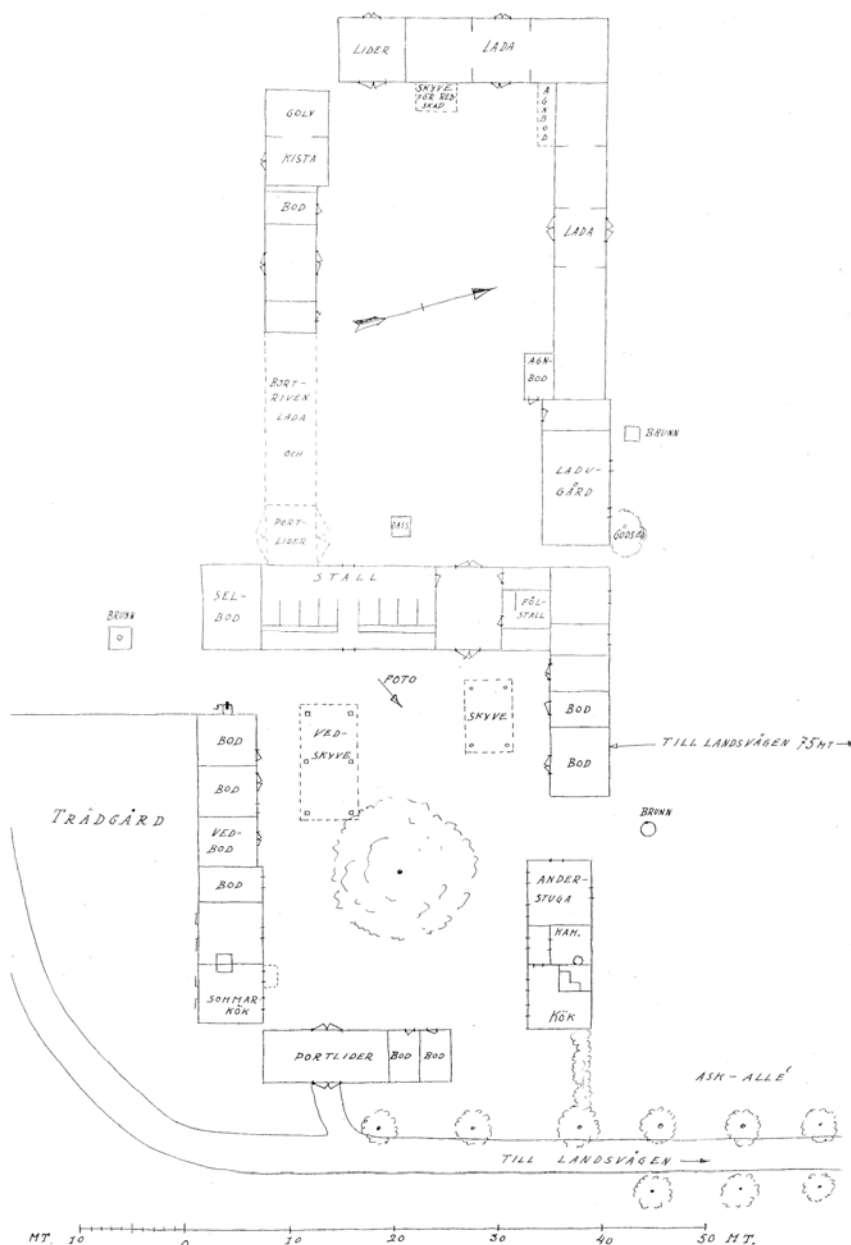 LIDER
LADA
SKYVE
FÖR RED
SKAP
AGNBOD
GOLV
KISTA
BOD
LADA
AGN-
BOD
BORT-
RIVEN
LADA
OCH
BRUNN
LADU-
GÅRD
PORT-
LIDER
DASS
GÖDSEL
STALL
SEL-
BOD
FÖL-
STALL
BRUNN
FOTO
SKYVE
BOD
VED-
SKYVE
BOD
TILL LANDSVÄGEN 75 MT
BOD
BOD
TRÄDGÅRD
BRUNN
VED-
BOD
BOD
ANDER-
STUGA
KAM.
SOMMAR-
KÖK
KÖK
PORTLIDER
BOD
BOD
ASK-ALLÉ
TILL LANDSVÄGEN
MT. 10 0 10 20 30 40 50 MT.